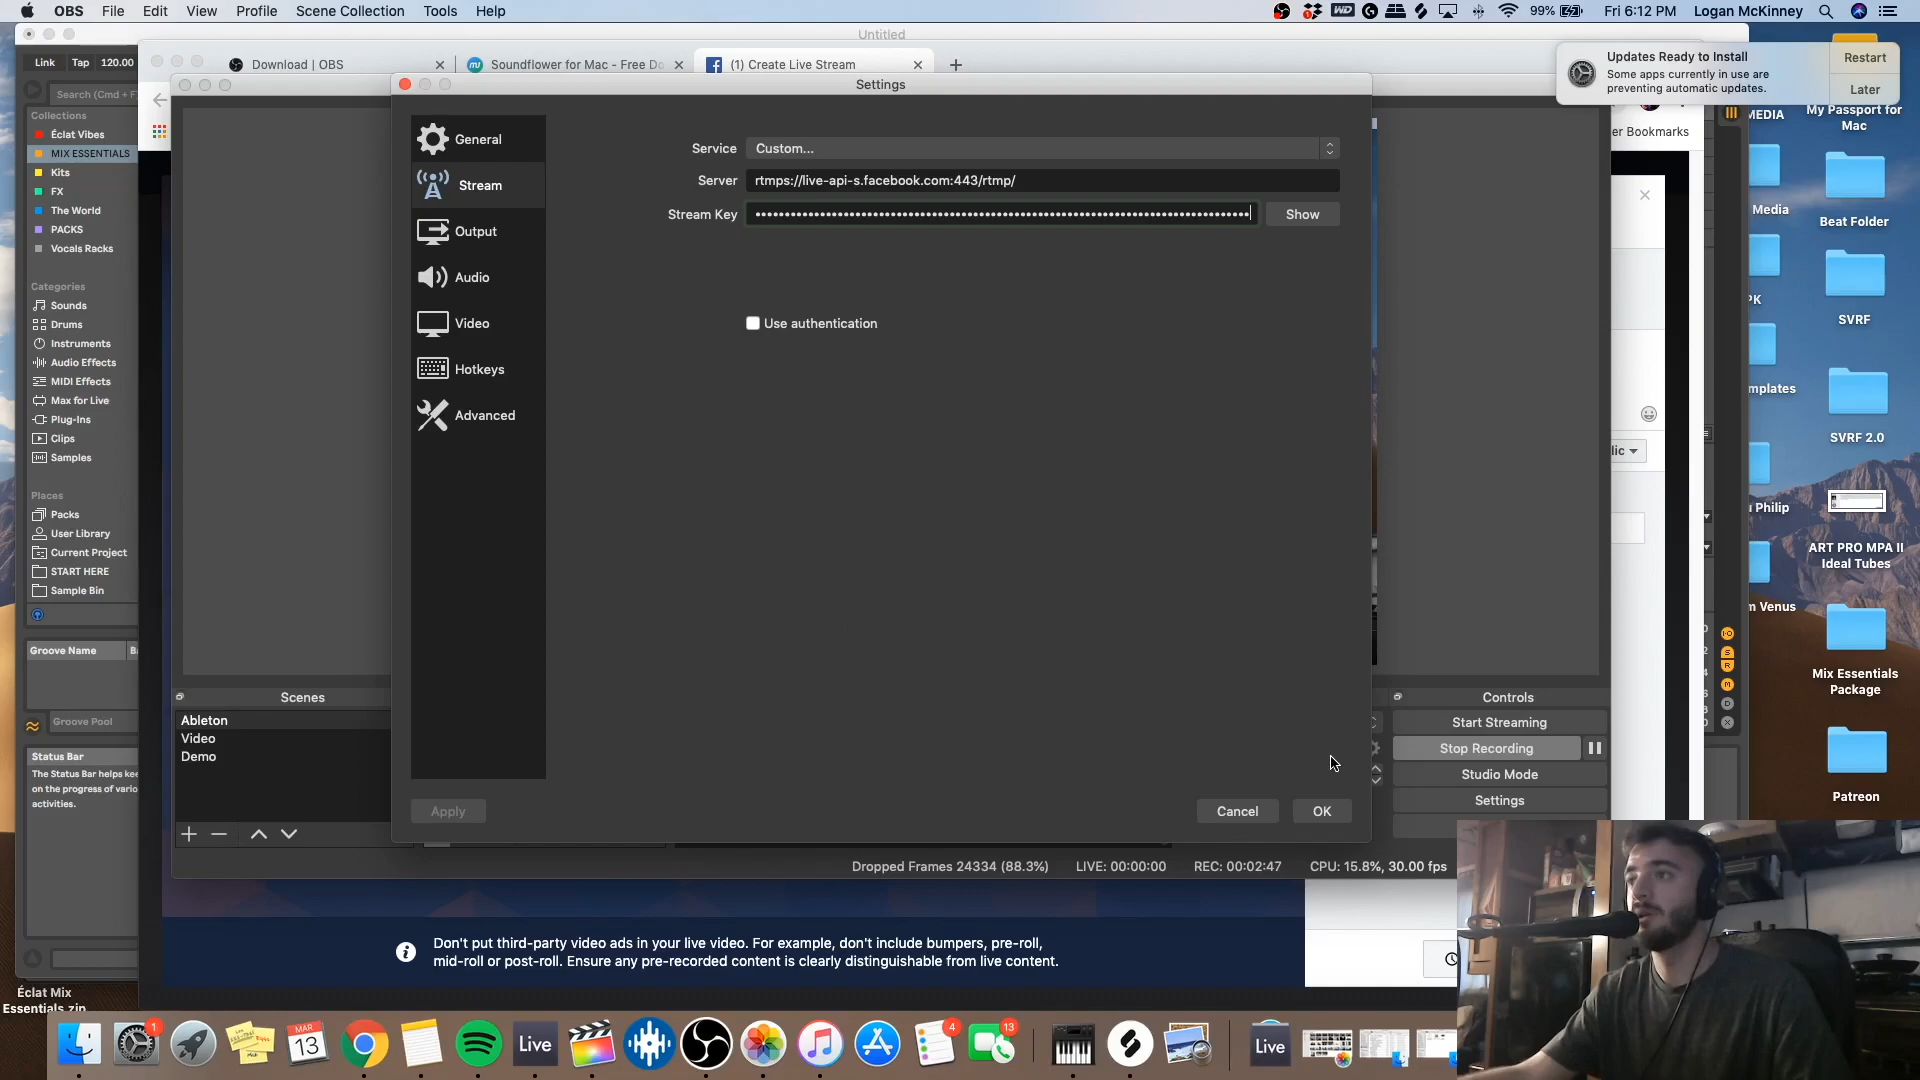 OBS File Edit View Profile Scene Collection Tools Help
WD 99% Fri 6:12 PM Logan McKinney
Untitled
Link Tap 120.00
Download | OBS
Soundflower for Mac - Free Do
(1) Create Live Stream
Updates Ready to Install
Some apps currently in use are
preventing automatic updates.
Restart
Later
Search (Cmd + F)
Settings
Collections
Éclat Vibes
MIX ESSENTIALS
Kits
FX
The World
PACKS
Vocals Racks
Categories
Sounds
Drums
Instruments
Audio Effects
MIDI Effects
Max for Live
Plug-Ins
Clips
Samples
Places
Packs
User Library
Current Project
START HERE
Sample Bin
Groove Name
Groove Pool
Status Bar
The Status Bar helps kee
on the progress of vario
activities.
General
Stream
Output
Audio
Video
Hotkeys
Advanced
Service Custom...
Server rtmps://live-api-s.facebook.com:443/rtmp/
Stream Key
Show
Use authentication
Apply
Cancel
OK
Scenes
Ableton
Video
Demo
Controls
Start Streaming
Stop Recording
Studio Mode
Settings
Dropped Frames 24334 (88.3%) LIVE: 00:00:00 REC: 00:02:47 CPU: 15.8%, 30.00 fps
Don't put third-party video ads in your live video. For example, don't include bumpers, pre-roll,
mid-roll or post-roll. Ensure any pre-recorded content is clearly distinguishable from live content.
er Bookmarks
lic
MEDIA
My Passport for
Mac
Media
Beat Folder
PK
SVRF
mplates
SVRF 2.0
Philip
ART PRO MPA II
Ideal Tubes
m Venus
Mix Essentials
Package
Patreon
Éclat Mix
Essentials.zip
1
MAR
13
Live
4
13
Live